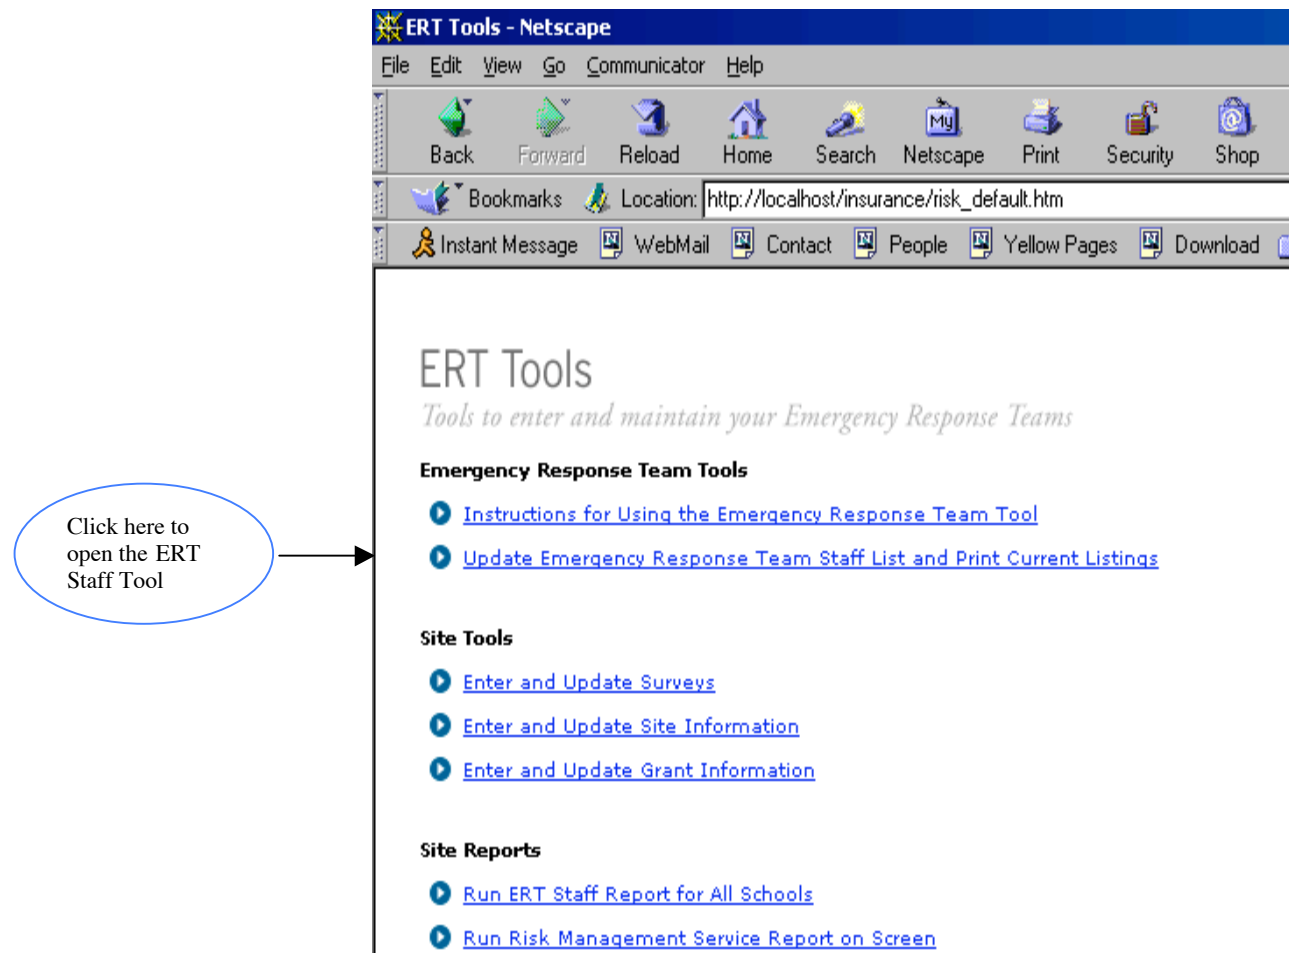 ERT Tools - Netscape
File Edit View Go Communicator Help
Back Forward Reload Home Search My Netscape Print Security Shop
Bookmarks Location: http://localhost/insurance/risk_default.htm
Instant Message WebMail Contact People Yellow Pages Download
ERT Tools
Tools to enter and maintain your Emergency Response Teams
Emergency Response Team Tools
Instructions for Using the Emergency Response Team Tool
Click here to
open the ERT
Staff Tool
Update Emergency Response Team Staff List and Print Current Listings
Site Tools
Enter and Update Surveys
Enter and Update Site Information
Enter and Update Grant Information
Site Reports
Run ERT Staff Report for All Schools
Run Risk Management Service Report on Screen